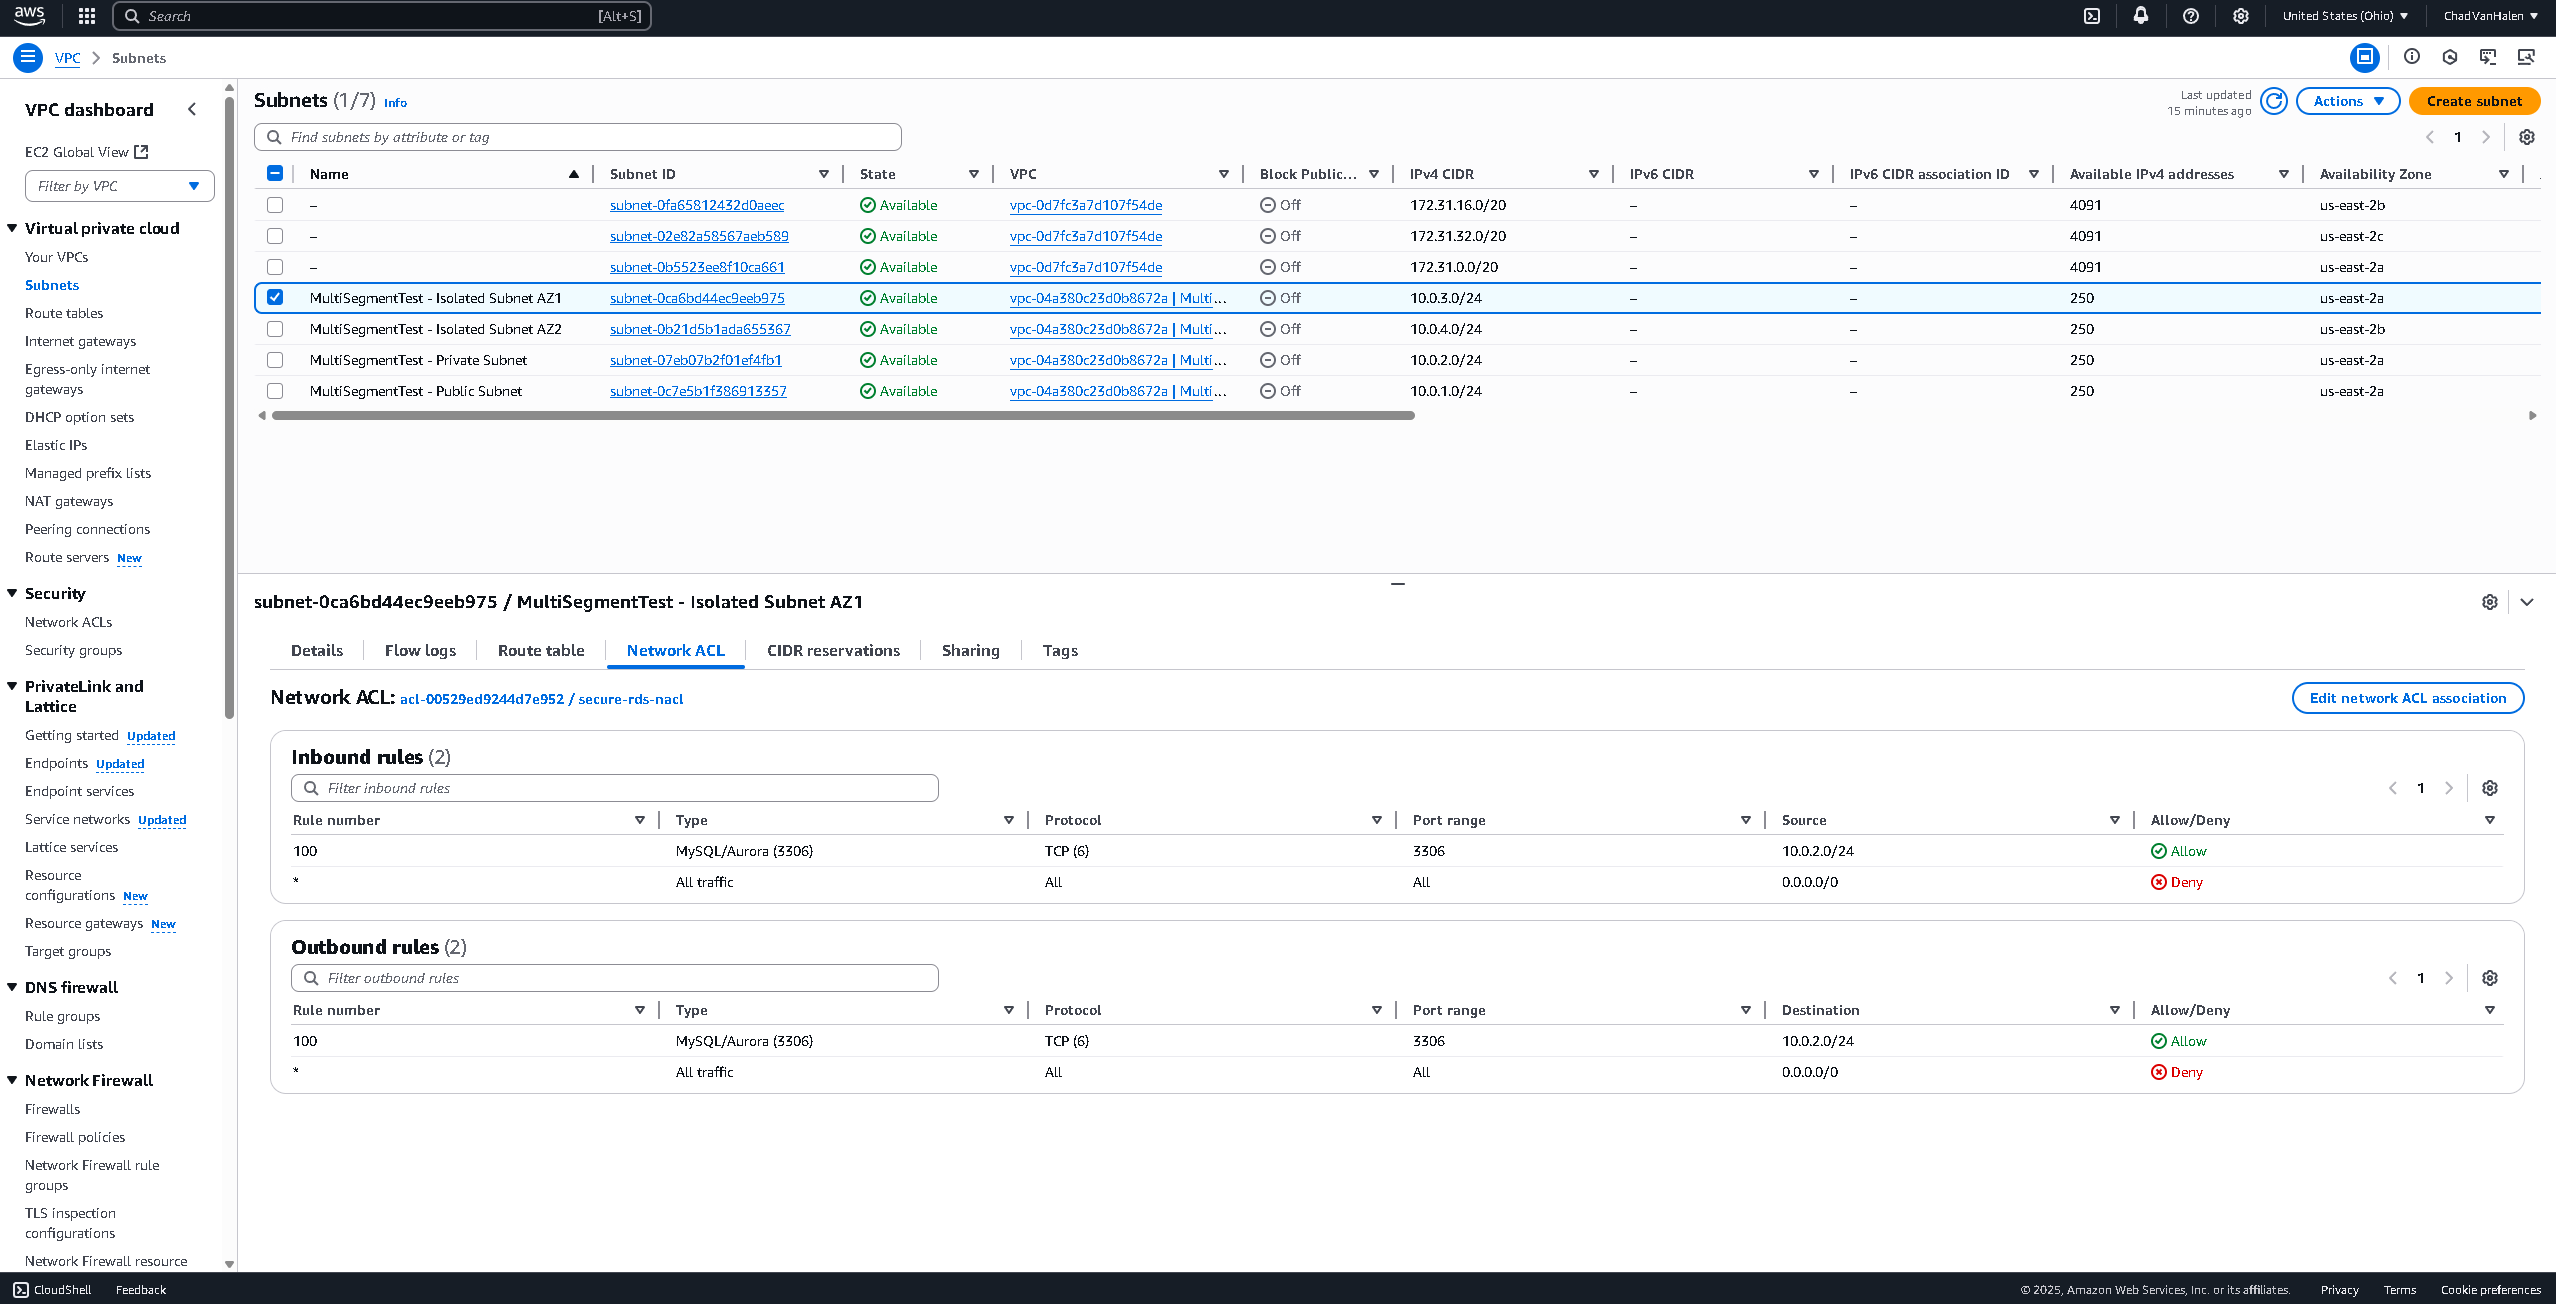 aws
Search [Alt+S]
United States (Ohio) ChadVanHalen
VPC Subnets
VPC dashboard
EC2 Global View
Filter by VPC
Virtual private cloud
Your VPCs
Subnets
Route tables
Internet gateways
Egress-only internet
gateways
DHCP option sets
Elastic IPs
Managed prefix lists
NAT gateways
Peering connections
Route servers New
Security
Network ACLs
Security groups
PrivateLink and
Lattice
Getting started Updated
Endpoints Updated
Endpoint services
Service networks Updated
Lattice services
Resource
configurations New
Resource gateways New
Target groups
DNS firewall
Rule groups
Domain lists
Network Firewall
Firewalls
Firewall policies
Network Firewall rule
groups
TLS inspection
configurations
Network Firewall resource
Subnets (1/7) Info
Last updated
15 minutes ago
Actions
Create subnet
Find subnets by attribute or tag
1
Name Subnet ID State VPC Block Public... IPv4 CIDR IPv6 CIDR IPv6 CIDR association ID Available IPv4 addresses Availability Zone
– subnet-0fa65812432d0aeec Available vpc-0d7fc3a7d107f54de Off 172.31.16.0/20 – – 4091 us-east-2b
– subnet-02e82a58567aeb589 Available vpc-0d7fc3a7d107f54de Off 172.31.32.0/20 – – 4091 us-east-2c
– subnet-0b5523ee8f10ca661 Available vpc-0d7fc3a7d107f54de Off 172.31.0.0/20 – – 4091 us-east-2a
MultiSegmentTest - Isolated Subnet AZ1 subnet-0ca6bd44ec9eeb975 Available vpc-04a380c23d0b8672a | Multi... Off 10.0.3.0/24 – – 250 us-east-2a
MultiSegmentTest - Isolated Subnet AZ2 subnet-0b21d5b1ada655367 Available vpc-04a380c23d0b8672a | Multi... Off 10.0.4.0/24 – – 250 us-east-2b
MultiSegmentTest - Private Subnet subnet-07eb07b2f01ef4fb1 Available vpc-04a380c23d0b8672a | Multi... Off 10.0.2.0/24 – – 250 us-east-2a
MultiSegmentTest - Public Subnet subnet-0c7e5b1f386913357 Available vpc-04a380c23d0b8672a | Multi... Off 10.0.1.0/24 – – 250 us-east-2a
subnet-0ca6bd44ec9eeb975 / MultiSegmentTest - Isolated Subnet AZ1
Details Flow logs Route table Network ACL CIDR reservations Sharing Tags
Network ACL: acl-00529ed9244d7e952 / secure-rds-nacl
Edit network ACL association
Inbound rules (2)
Filter inbound rules
1
Rule number Type Protocol Port range Source Allow/Deny
100 MySQL/Aurora (3306) TCP (6) 3306 10.0.2.0/24 Allow
* All traffic All All 0.0.0.0/0 Deny
Outbound rules (2)
Filter outbound rules
1
Rule number Type Protocol Port range Destination Allow/Deny
100 MySQL/Aurora (3306) TCP (6) 3306 10.0.2.0/24 Allow
* All traffic All All 0.0.0.0/0 Deny
CloudShell Feedback
© 2025, Amazon Web Services, Inc. or its affiliates. Privacy Terms Cookie preferences